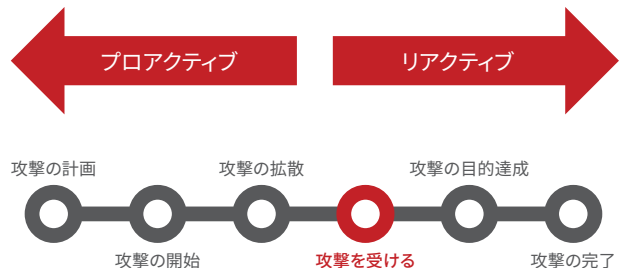 プロアクティブ
リアクティブ
攻撃の計画
攻撃の拡散
攻撃の目的達成
攻撃の開始
攻撃を受ける
攻撃の完了